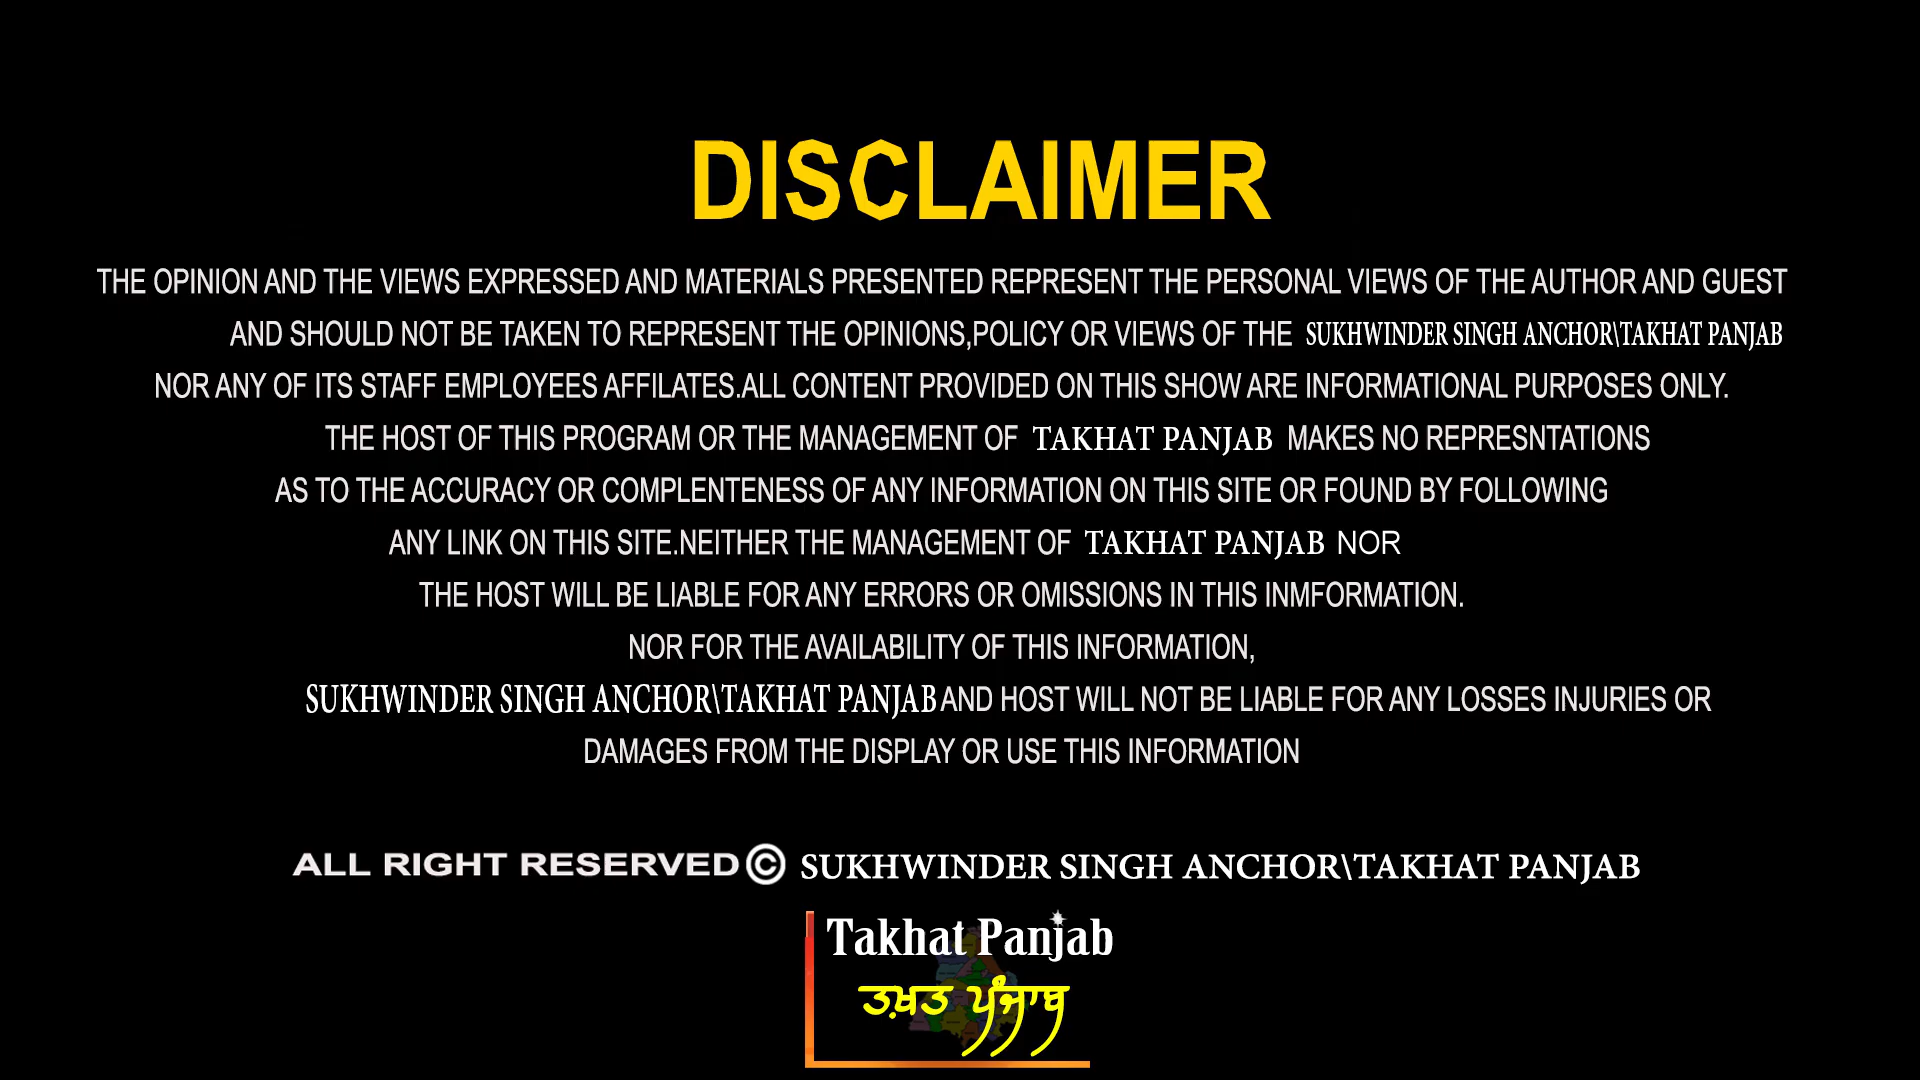 DISCLAIMER
THE OPINION AND THE VIEWS EXPRESSED AND MATERIALS PRESENTED REPRESENT THE PERSONAL VIEWS OF THE AUTHOR AND GUEST
AND SHOULD NOT BE TAKEN TO REPRESENT THE OPINIONS,POLICY OR VIEWS OF THE SUKHWINDER SINGH ANCHOR\TAKHAT PANJAB
NOR ANY OF ITS STAFF EMPLOYEES AFFILATES.ALL CONTENT PROVIDED ON THIS SHOW ARE INFORMATIONAL PURPOSES ONLY.
THE HOST OF THIS PROGRAM OR THE MANAGEMENT OF TAKHAT PANJAB MAKES NO REPRESNTATIONS
AS TO THE ACCURACY OR COMPLENTENESS OF ANY INFORMATION ON THIS SITE OR FOUND BY FOLLOWING
ANY LINK ON THIS SITE.NEITHER THE MANAGEMENT OF TAKHAT PANJAB NOR
THE HOST WILL BE LIABLE FOR ANY ERRORS OR OMISSIONS IN THIS INMFORMATION.
NOR FOR THE AVAILABILITY OF THIS INFORMATION,
SUKHWINDER SINGH ANCHOR\TAKHAT PANJAB AND HOST WILL NOT BE LIABLE FOR ANY LOSSES INJURIES OR
DAMAGES FROM THE DISPLAY OR USE THIS INFORMATION
ALL RIGHT RESERVED © SUKHWINDER SINGH ANCHOR\TAKHAT PANJAB
Takhat Panjab
ਤਖ਼ਤ ਪੰਜਾਬ